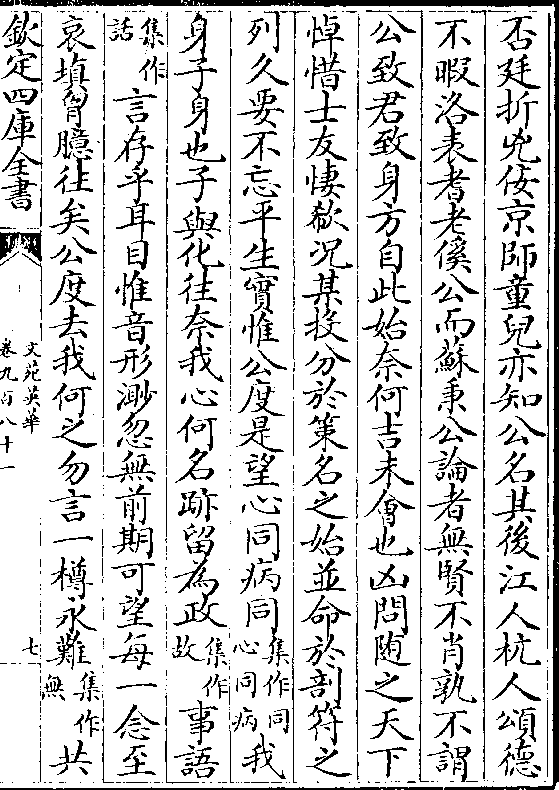 否廷折兇佞京師童兒亦知公名其後江人杭人頌德
不暇洛表耆老傒公而蘇秉公論者無賢不肖孰不謂
公致君致身方自此始奈何吉未會也凶問随之天下
悼惜士友悽欷况某投分於策名之始並命於剖符之
列久要不忘平生實惟公度是望心同病同集作同心同病我
身子身也子與化往奈我心何名跡留為政集作故事語
集作話言存乎耳目惟音形渺忽無前期可望每一念至
哀填胷臆往矣公度去我何之勿言一樽永難集作無共
欽定四庫全書
文苑英華
卷九百八十一
七